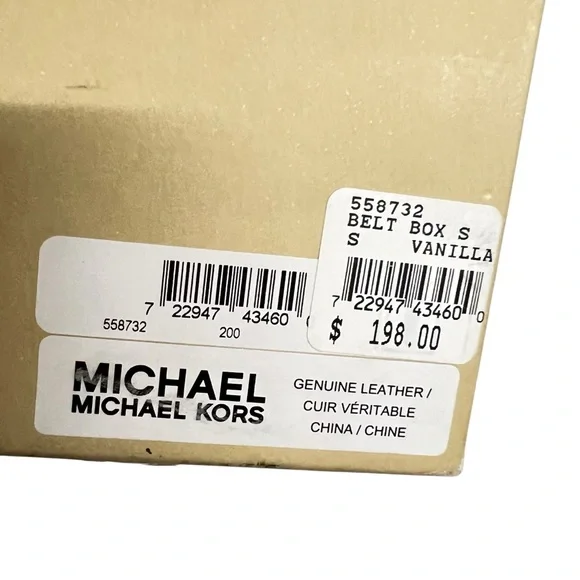 558732
BELT BOX S
S VANILLA
7 22947 43460 0
$ 198.00
7 22947 43460
558732 200
MICHAEL
MICHAEL KORS
GENUINE LEATHER /
CUIR VÉRITABLE
CHINA / CHINE